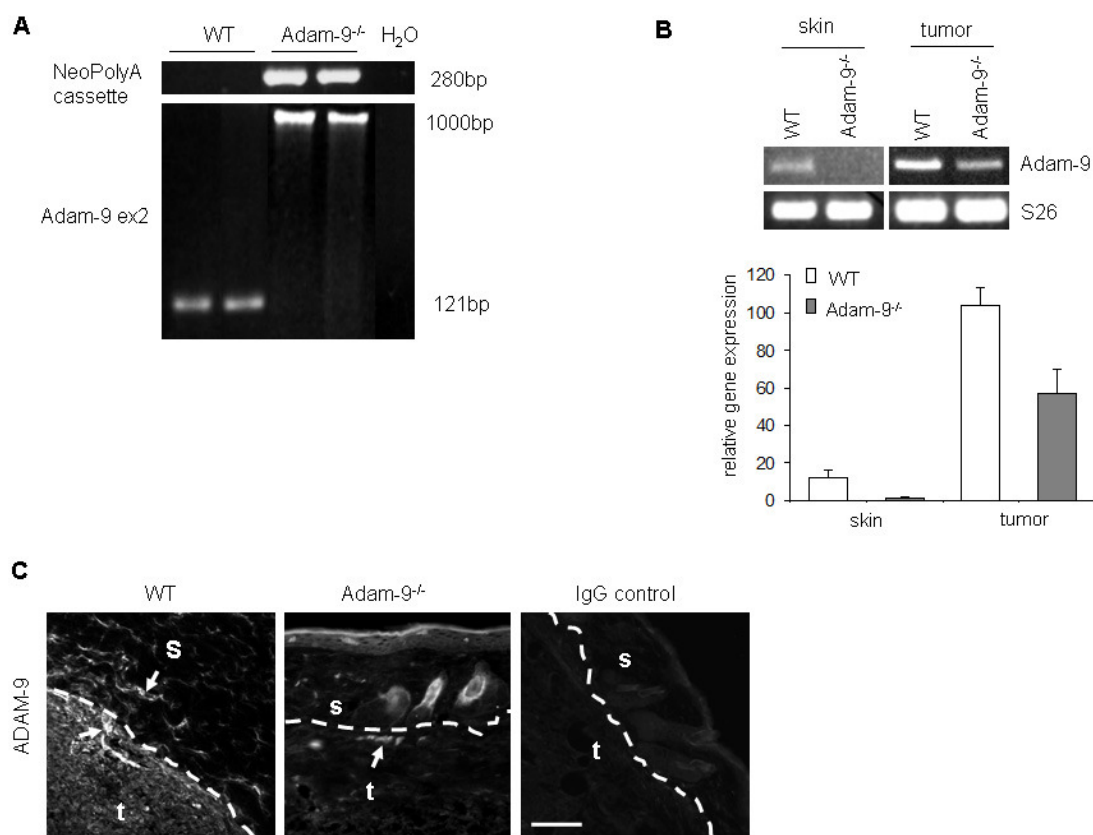 A
WT Adam-9-/- H2O
NeoPolyA
cassette
280bp
1000bp
Adam-9 ex2
121bp
B
skin tumor
WT Adam-9-/- WT Adam-9-/-
Adam-9
S26
WT
Adam-9-/-
relative gene expression
120
100
80
60
40
20
0
skin tumor
C
WT Adam-9-/- IgG control
ADAM-9
s t
s t
s t